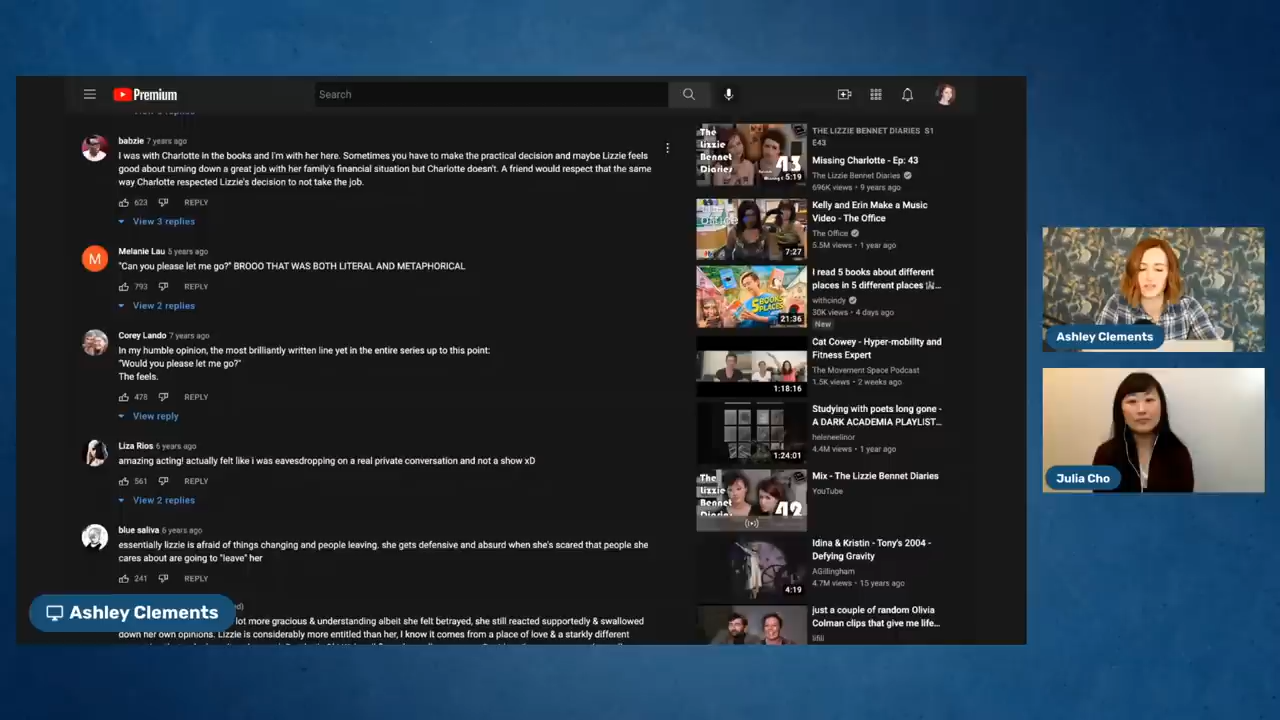 Premium
Search
babzie 7 years ago
I was with Charlotte in the books and I'm with her here. Sometimes you have to make the practical decision and maybe Lizzie feels
good about turning down a great job with her family's financial situation but Charlotte doesn't. A friend would respect that the same
way Charlotte respected Lizzie's decision to not take the job.
623 REPLY
View 3 replies
M
Melanie Lau 5 years ago
"Can you please let me go?" BROOO THAT WAS BOTH LITERAL AND METAPHORICAL
793 REPLY
View 2 replies
Corey Lando 7 years ago
In my humble opinion, the most brilliantly written line yet in the entire series up to this point:
"Would you please let me go?"
The feels.
478 REPLY
View reply
Liza Rios 6 years ago
amazing acting! actually felt like i was eavesdropping on a real private conversation and not a show xD
561 REPLY
View 2 replies
blue saliva 6 years ago
essentially lizzie is afraid of things changing and people leaving. she gets defensive and absurd when she's scared that people she
cares about are going to "leave" her
241 REPLY
Ashley Clements
lot more gracious & understanding albeit she felt betrayed, she still reacted supportedly & swallowed
down her own opinions. Lizzie is considerably more entitled than her, I know it comes from a place of love & a starkly different
The
Lizzie
Bennet
Diaries
43
5:19
THE LIZZIE BENNET DIARIES S1
E43
Missing Charlotte - Ep: 43
The Lizzie Bennet Diaries
696K views • 9 years ago
7:27
Kelly and Erin Make a Music
Video - The Office
The Office
5.5M views • 1 year ago
5 BOOKS
PLACES
21:36
I read 5 books about different
places in 5 different places
withcindy
30K views • 4 days ago
New
1:18:16
Cat Cowey - Hyper-mobility and
Fitness Expert
The Movement Space Podcast
1.5K views • 2 weeks ago
1:24:01
Studying with poets long gone -
A DARK ACADEMIA PLAYLIST...
heleneelinor
4.4M views • 1 year ago
The
Lizzie
Bennet
Diaries
42
Mix - The Lizzie Bennet Diaries
YouTube
4:19
Idina & Kristin - Tony's 2004 -
Defying Gravity
AGillingham
4.7M views • 15 years ago
just a couple of random Olivia
Colman clips that give me life...
Ashley Clements
Julia Cho